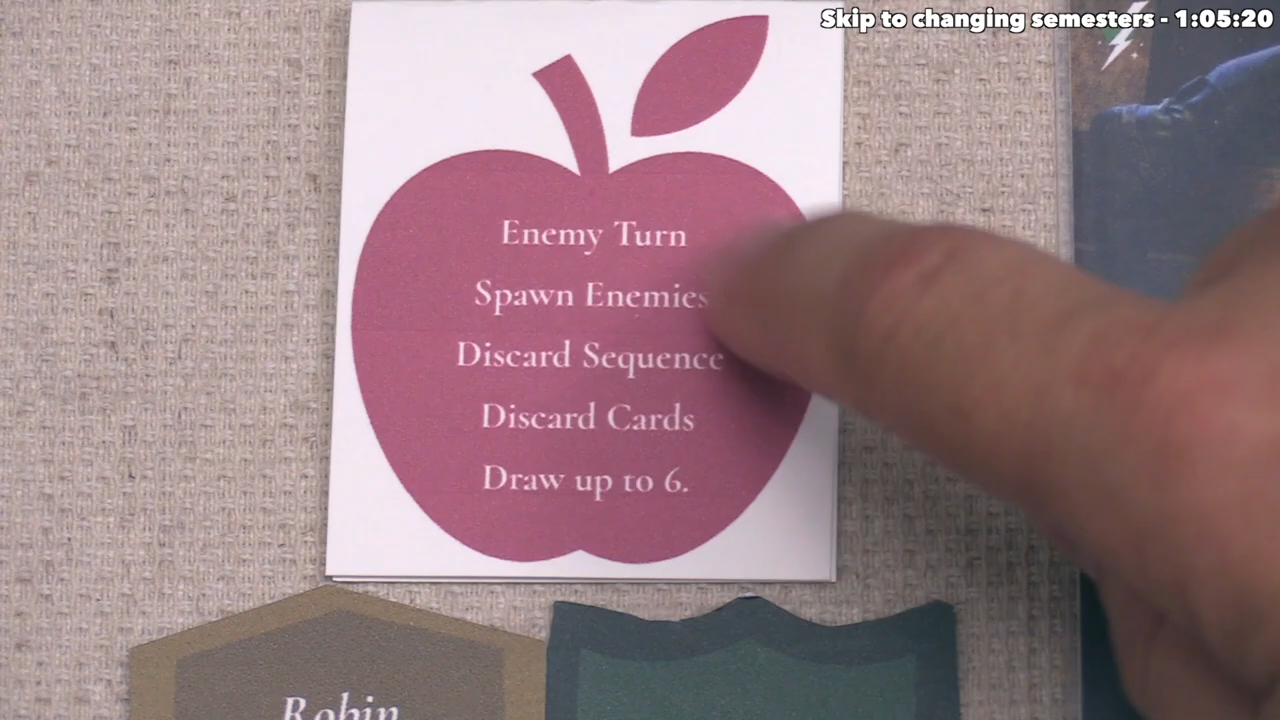 Skip to changing semesters - 1:05:20
Enemy Turn
Spawn Enemies
Discard Sequence
Discard Cards
Draw up to 6.
Robin